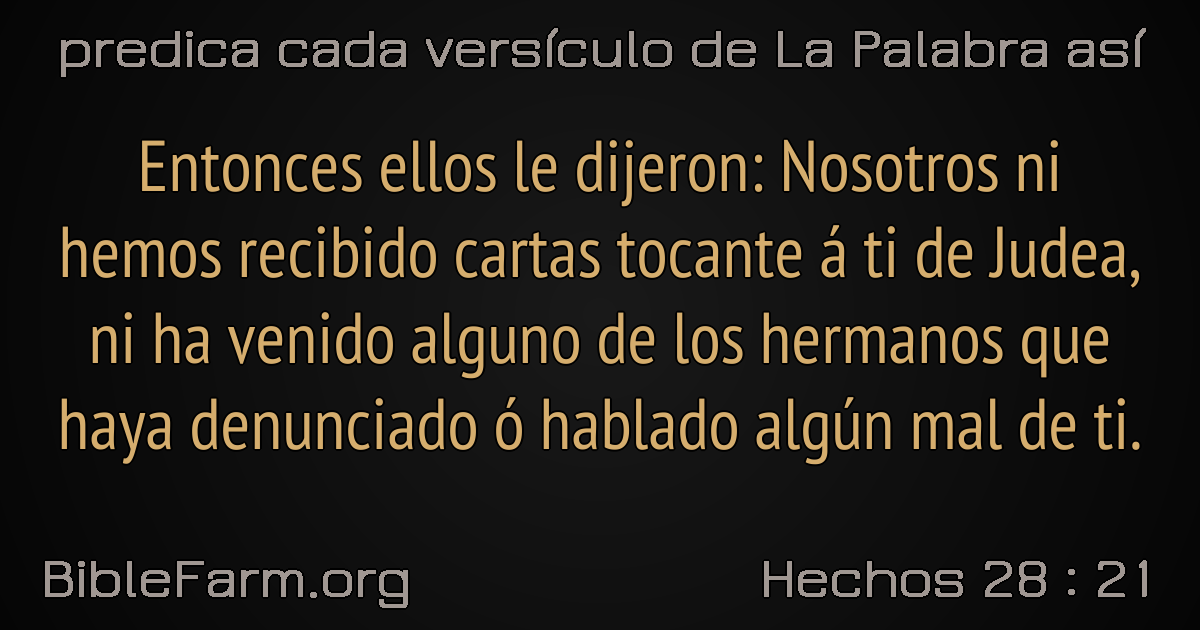 predica cada versículo de La Palabra así
Entonces ellos le dijeron: Nosotros ni
hemos recibido cartas tocante á ti de Judea,
ni ha venido alguno de los hermanos que
haya denunciado ó hablado algún mal de ti.
BibleFarm.org
Hechos 28 : 21